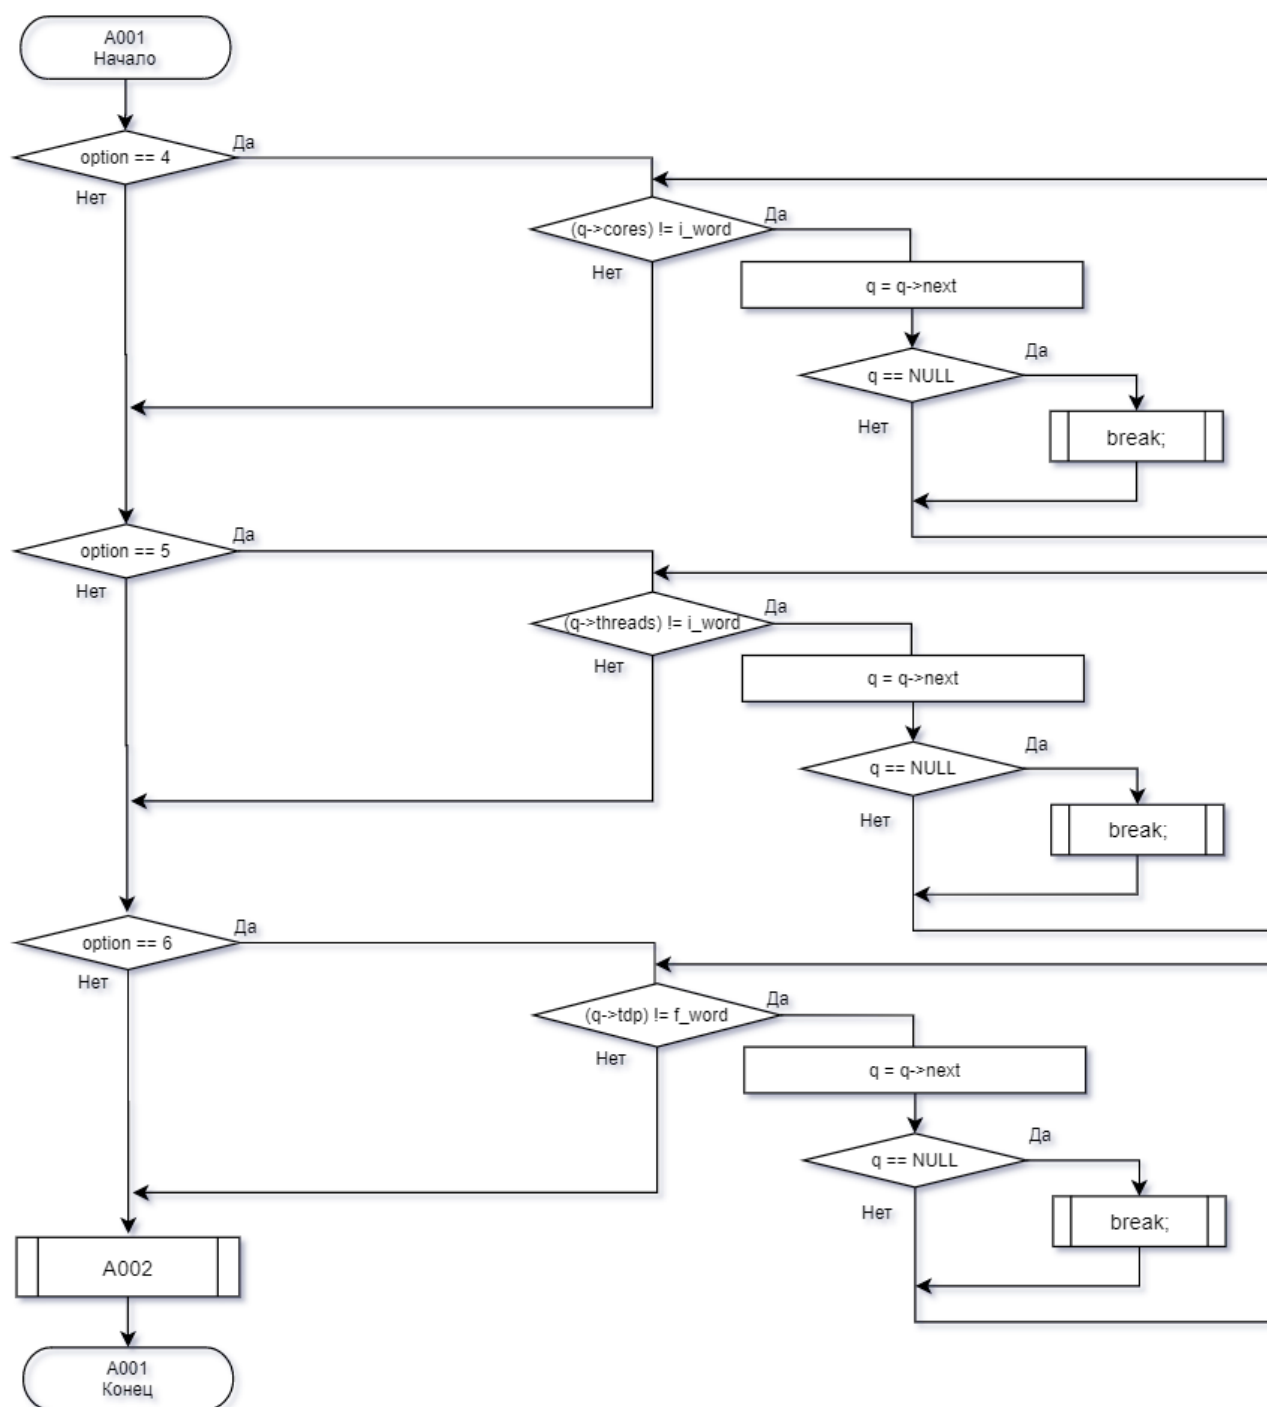 A001
Начало
option == 4
Да
Нет
(q->cores) != i_word
Да
Нет
q = q->next
q == NULL
Да
Нет
break;
option == 5
Да
Нет
(q->threads) != i_word
Да
Нет
q = q->next
q == NULL
Да
Нет
break;
option == 6
Да
Нет
(q->tdp) != f_word
Да
Нет
q = q->next
q == NULL
Да
Нет
break;
A002
A001
Конец